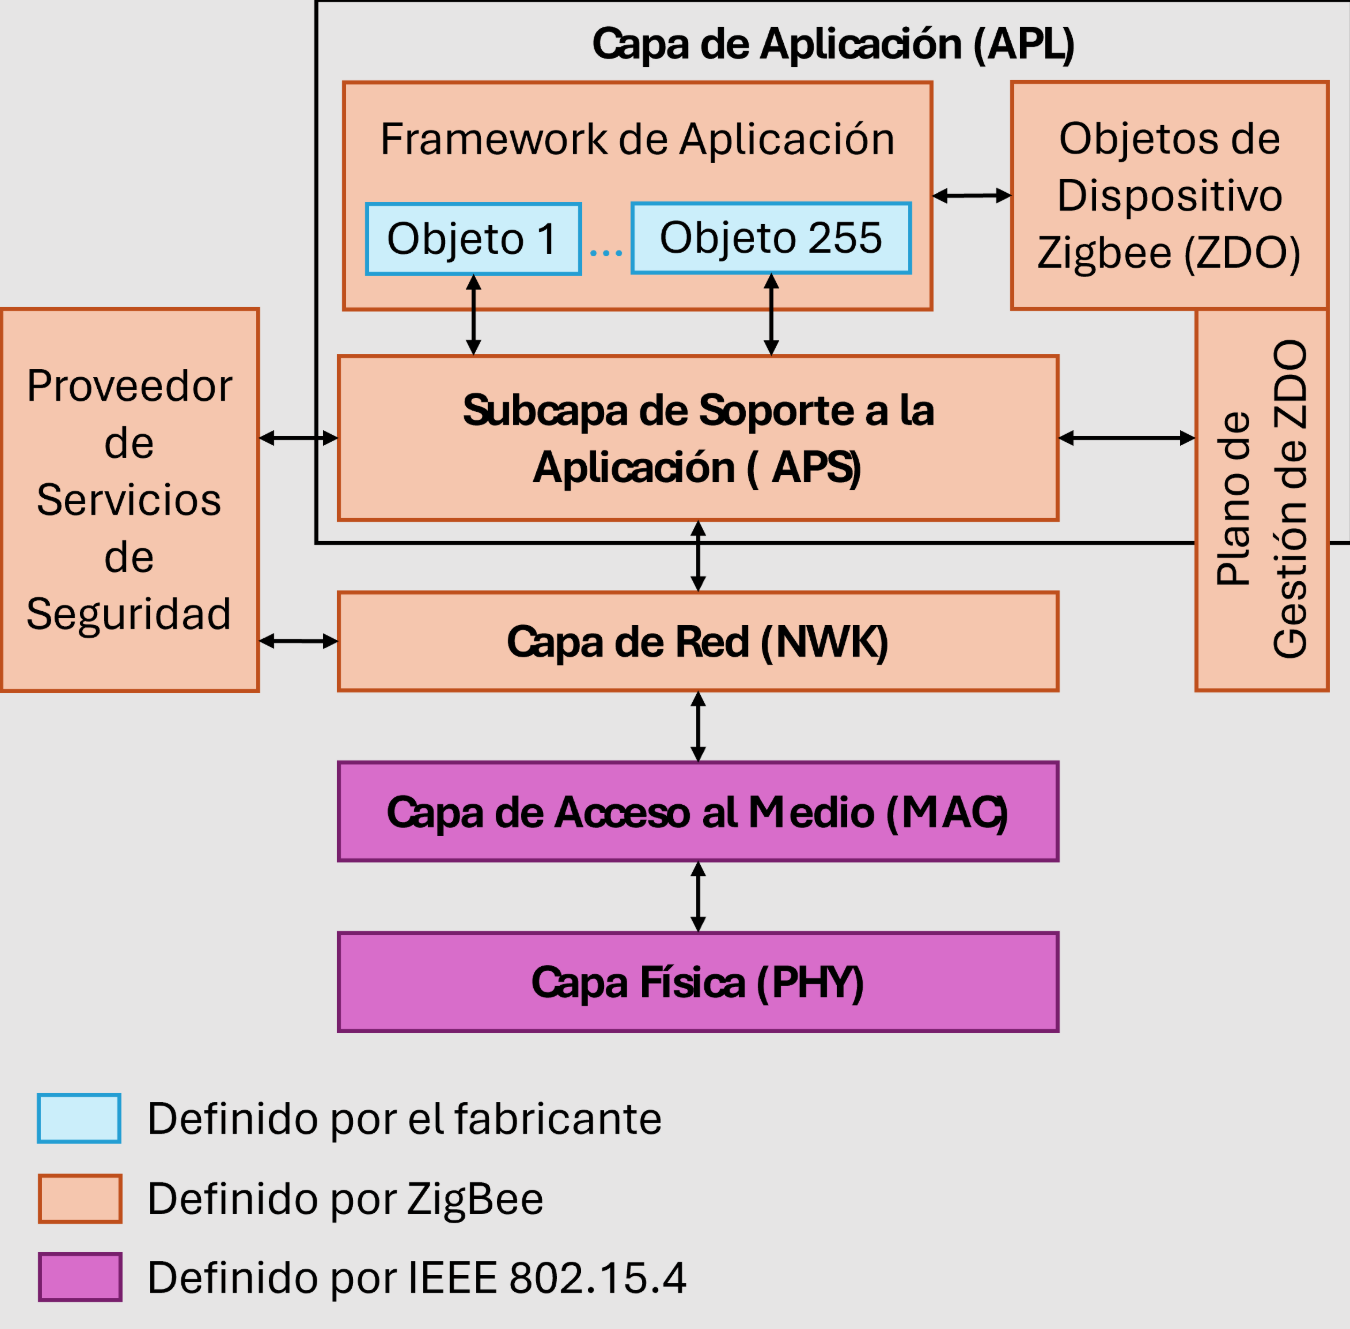 Capa de Aplicación (APL)
Framework de Aplicación
Objeto 1
...
Objeto 255
Objetos de
Dispositivo
Zigbee (ZDO)
Proveedor
de
Servicios
de
Seguridad
Subcapa de Soporte a la
Aplicación ( APS)
Plano de
Gestión de ZDO
Capa de Red (NWK)
Capa de Acceso al Medio (MAC)
Capa Física (PHY)
Definido por el fabricante
Definido por ZigBee
Definido por IEEE 802.15.4